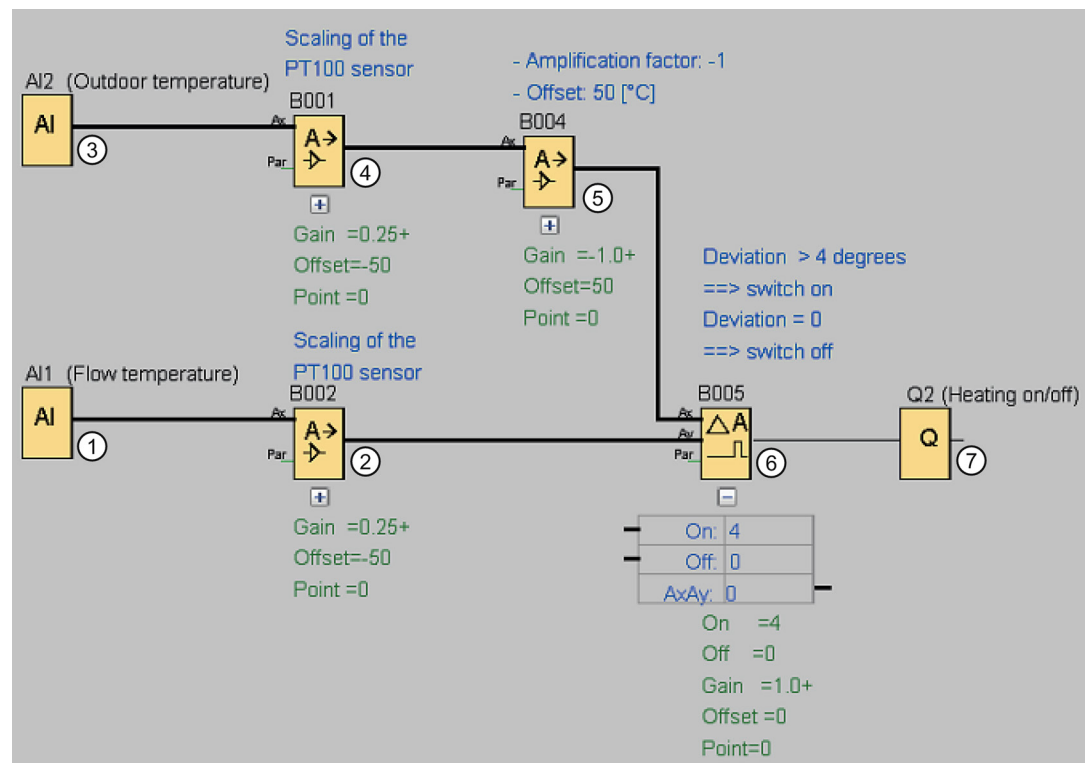 Scaling of the
PT100 sensor
- Amplification factor: -1
- Offset: 50 [°C]
AI2 (Outdoor temperature)
B001
B004
AI
Ax
A→
Par
③
④
Ax
A→
Par
⑤
+
Gain =0.25+
Offset=-50
Point =0
+
Gain =-1.0+
Offset=50
Point =0
Deviation > 4 degrees
==> switch on
Deviation = 0
==> switch off
Scaling of the
PT100 sensor
AI1 (Flow temperature)
B002
B005
Q2 (Heating on/off)
AI
Ax
A→
Par
①
②
Ax
Ay
Par
△A
⑥
Q
⑦
+
Gain =0.25+
Offset=-50
Point =0
−
On: 4
Off: 0
AxAy: 0
On =4
Off =0
Gain =1.0+
Offset =0
Point=0